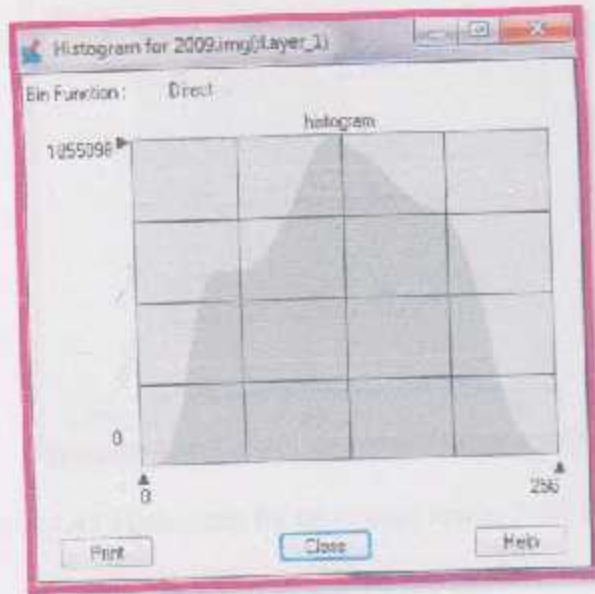 Histogram for 2009.img(:Layer_1)
Bin Function: Direct
histogram
1855098
0
0
256
Print
Close
Help